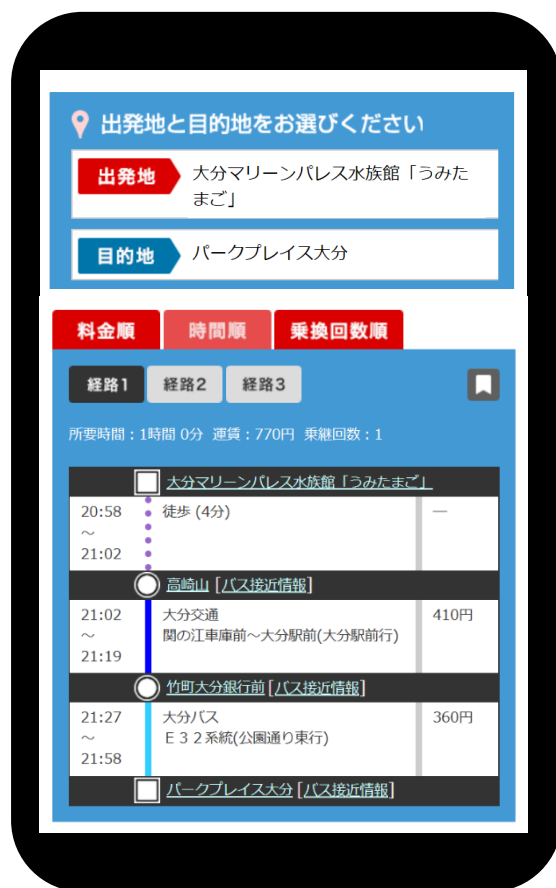 出発地と目的地をお選びください
出発地
大分マリーンパレス水族館「うみた
まご」
目的地
パークプレイス大分
料金順 時間順 乗換回数順
経路1 経路2 経路3
所要時間：1時間 0分 運賃：770円 乗継回数：1
大分マリーンパレス水族館「うみたまご」
20:58
～
21:02
徒歩 (4分)
—
高崎山 [バス接近情報]
21:02
～
21:19
大分交通
関の江車庫前～大分駅前(大分駅前行)
410円
竹町大分銀行前 [バス接近情報]
21:27
～
21:58
大分バス
Ｅ３２系統(公園通り東行)
360円
パークプレイス大分 [バス接近情報]